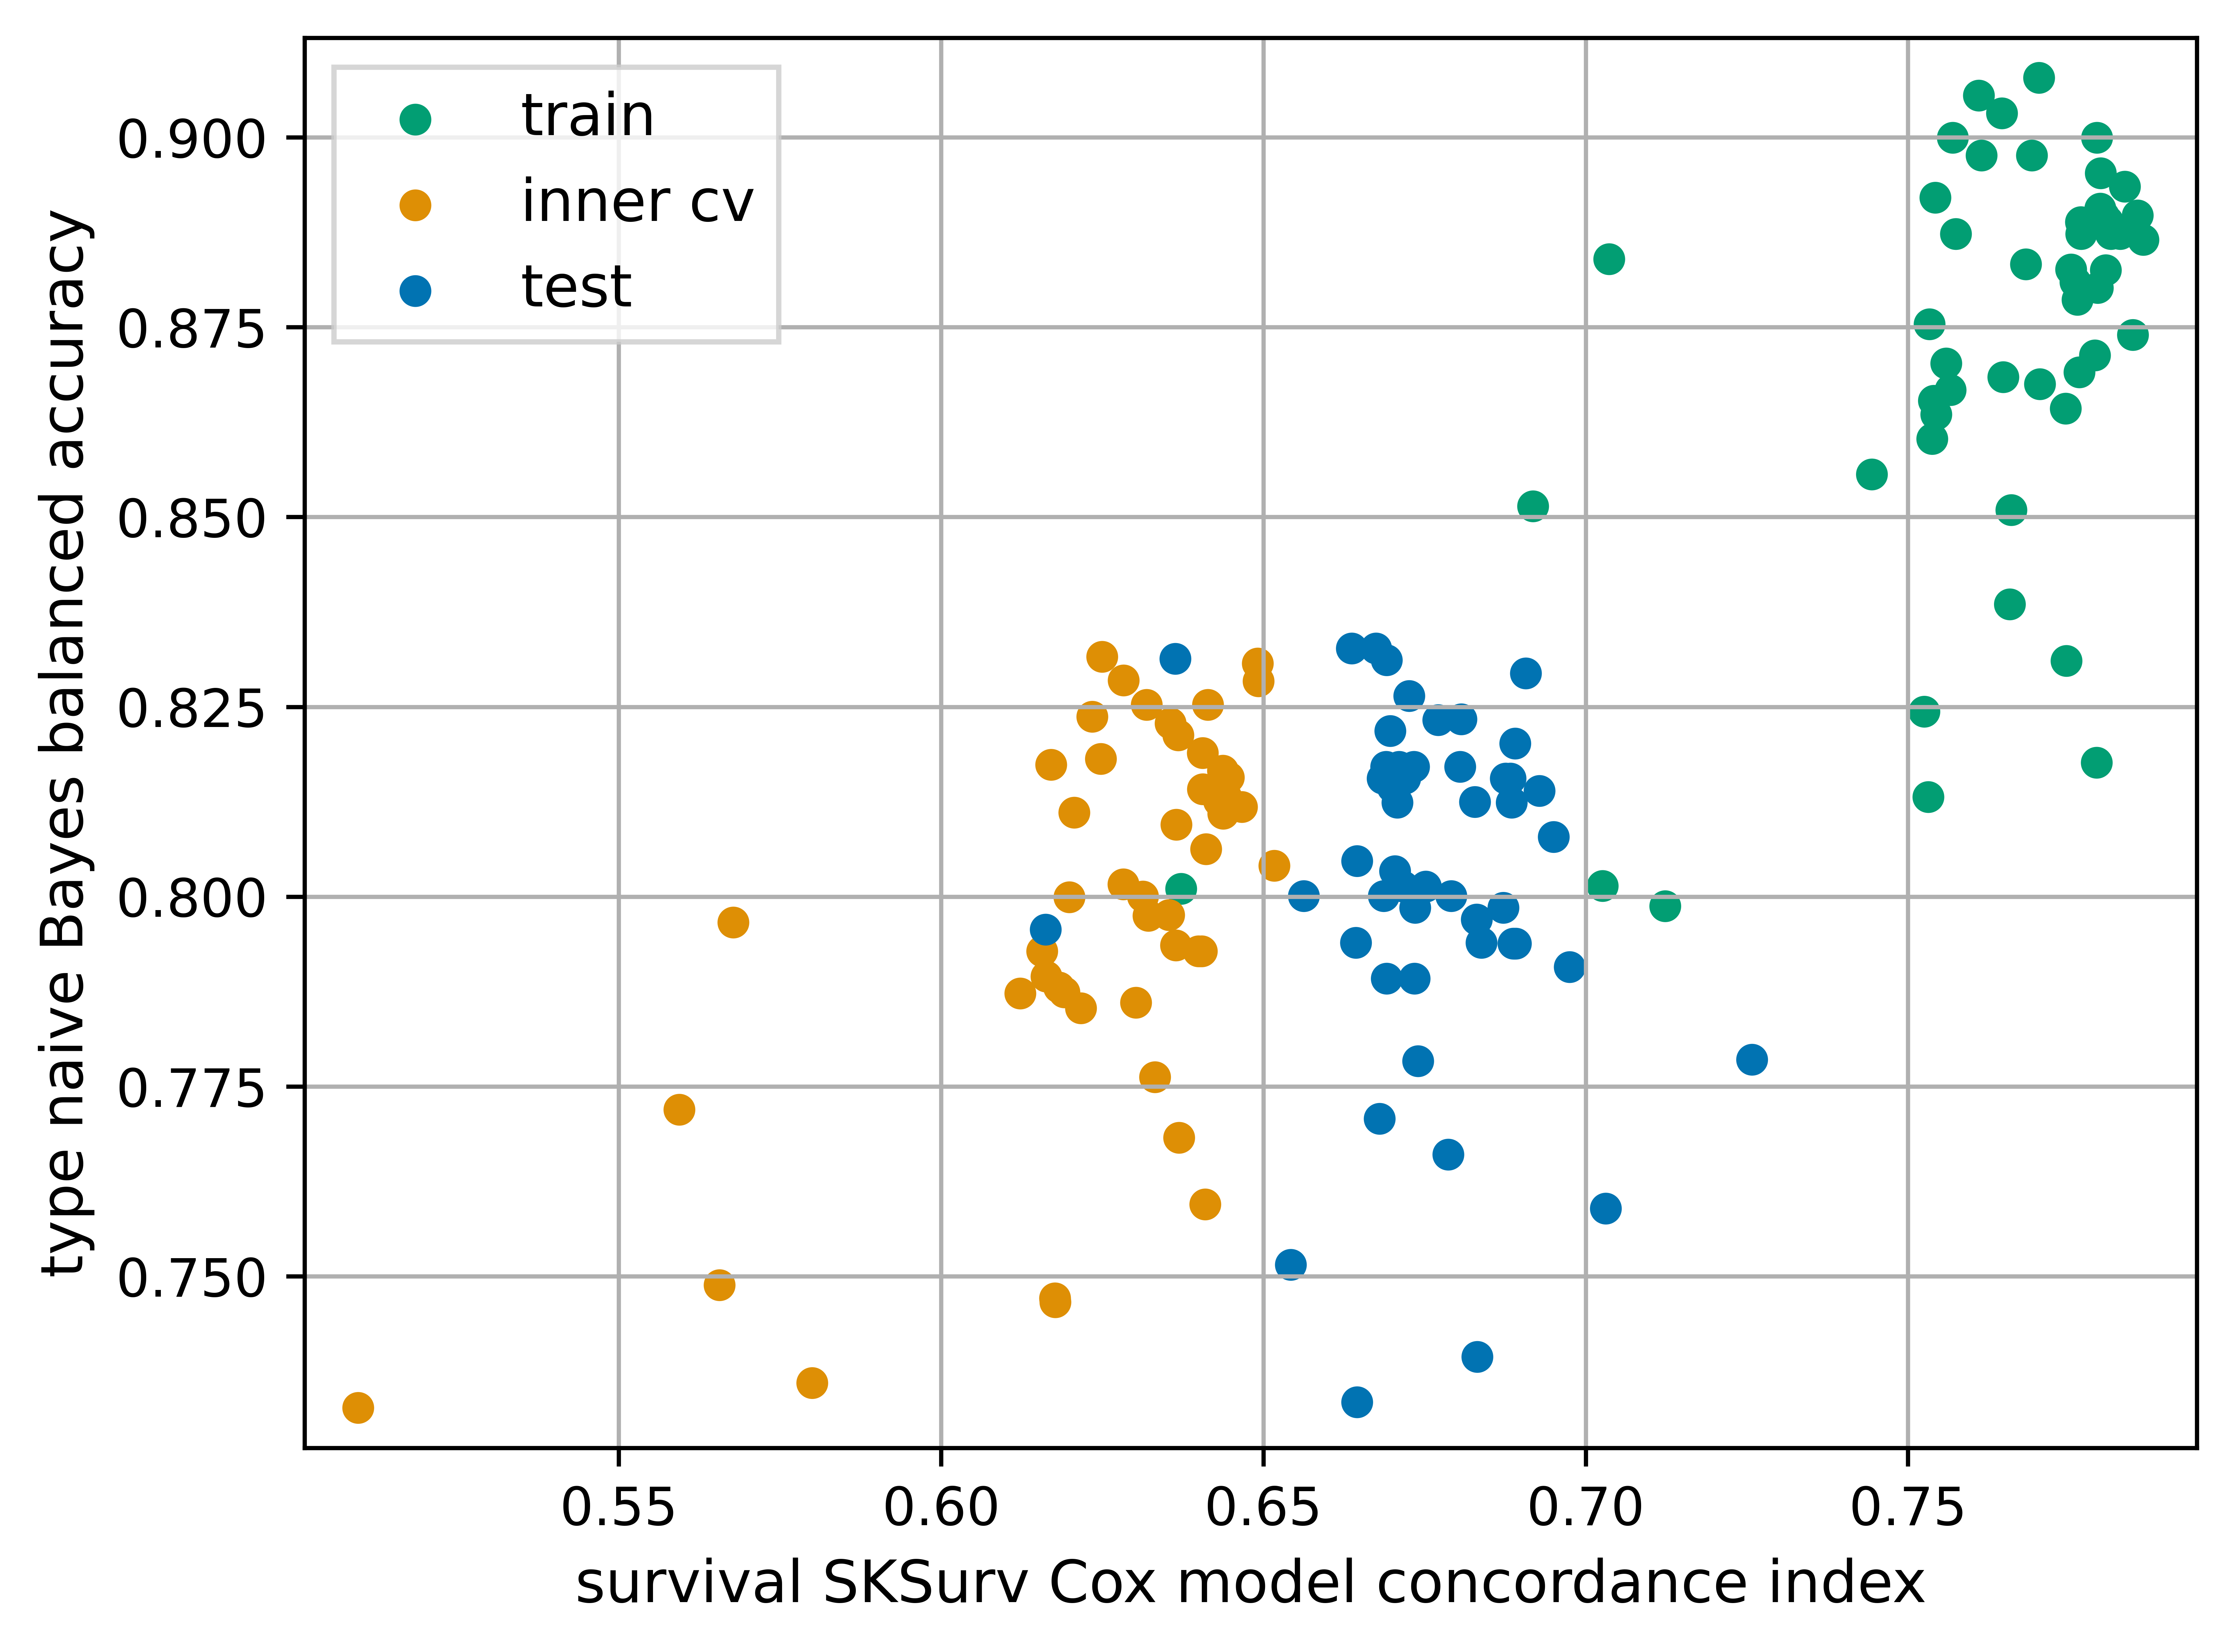 train
inner cv
test
0.900
0.875
0.850
0.825
0.800
0.775
0.750
type naive Bayes balanced accuracy
0.55
0.60
0.65
0.70
0.75
survival SKSurv Cox model concordance index